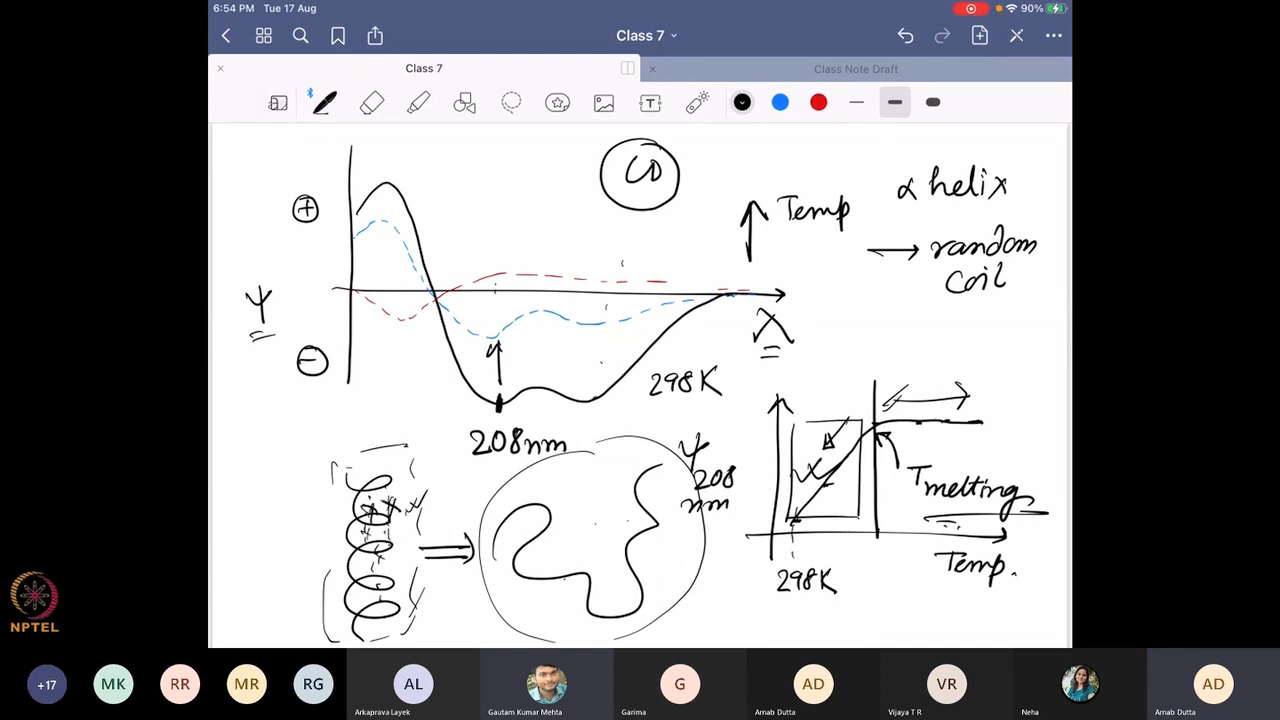 6:54 PM Tue 17 Aug
90%
Class 7
Class 7
Class Note Draft
CD
+
Temp
α helix
→ random
coil
ψ
λ
−
298 K
208nm
ψ
208
nm
Tmelting
298K
Temp.
NPTEL
+17
MK
RR
MR
RG
AL
G
AD
VR
AD
Arkaprava Layek
Gautam Kumar Mehta
Garima
Arnab Dutta
Vijaya T R
Neha
Arnab Dutta